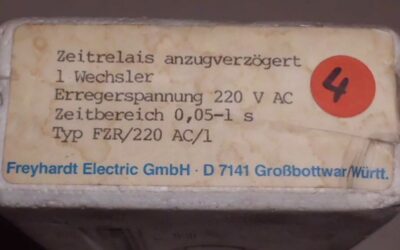 Zeitrelais anzugverzögert
1 Wechsler
Erregerspannung 220 V AC
Zeitbereich 0,05-1 s
Typ FZR/220 AC/1
4
Freyhardt Electric GmbH · D 7141 Großbottwar/Württ.